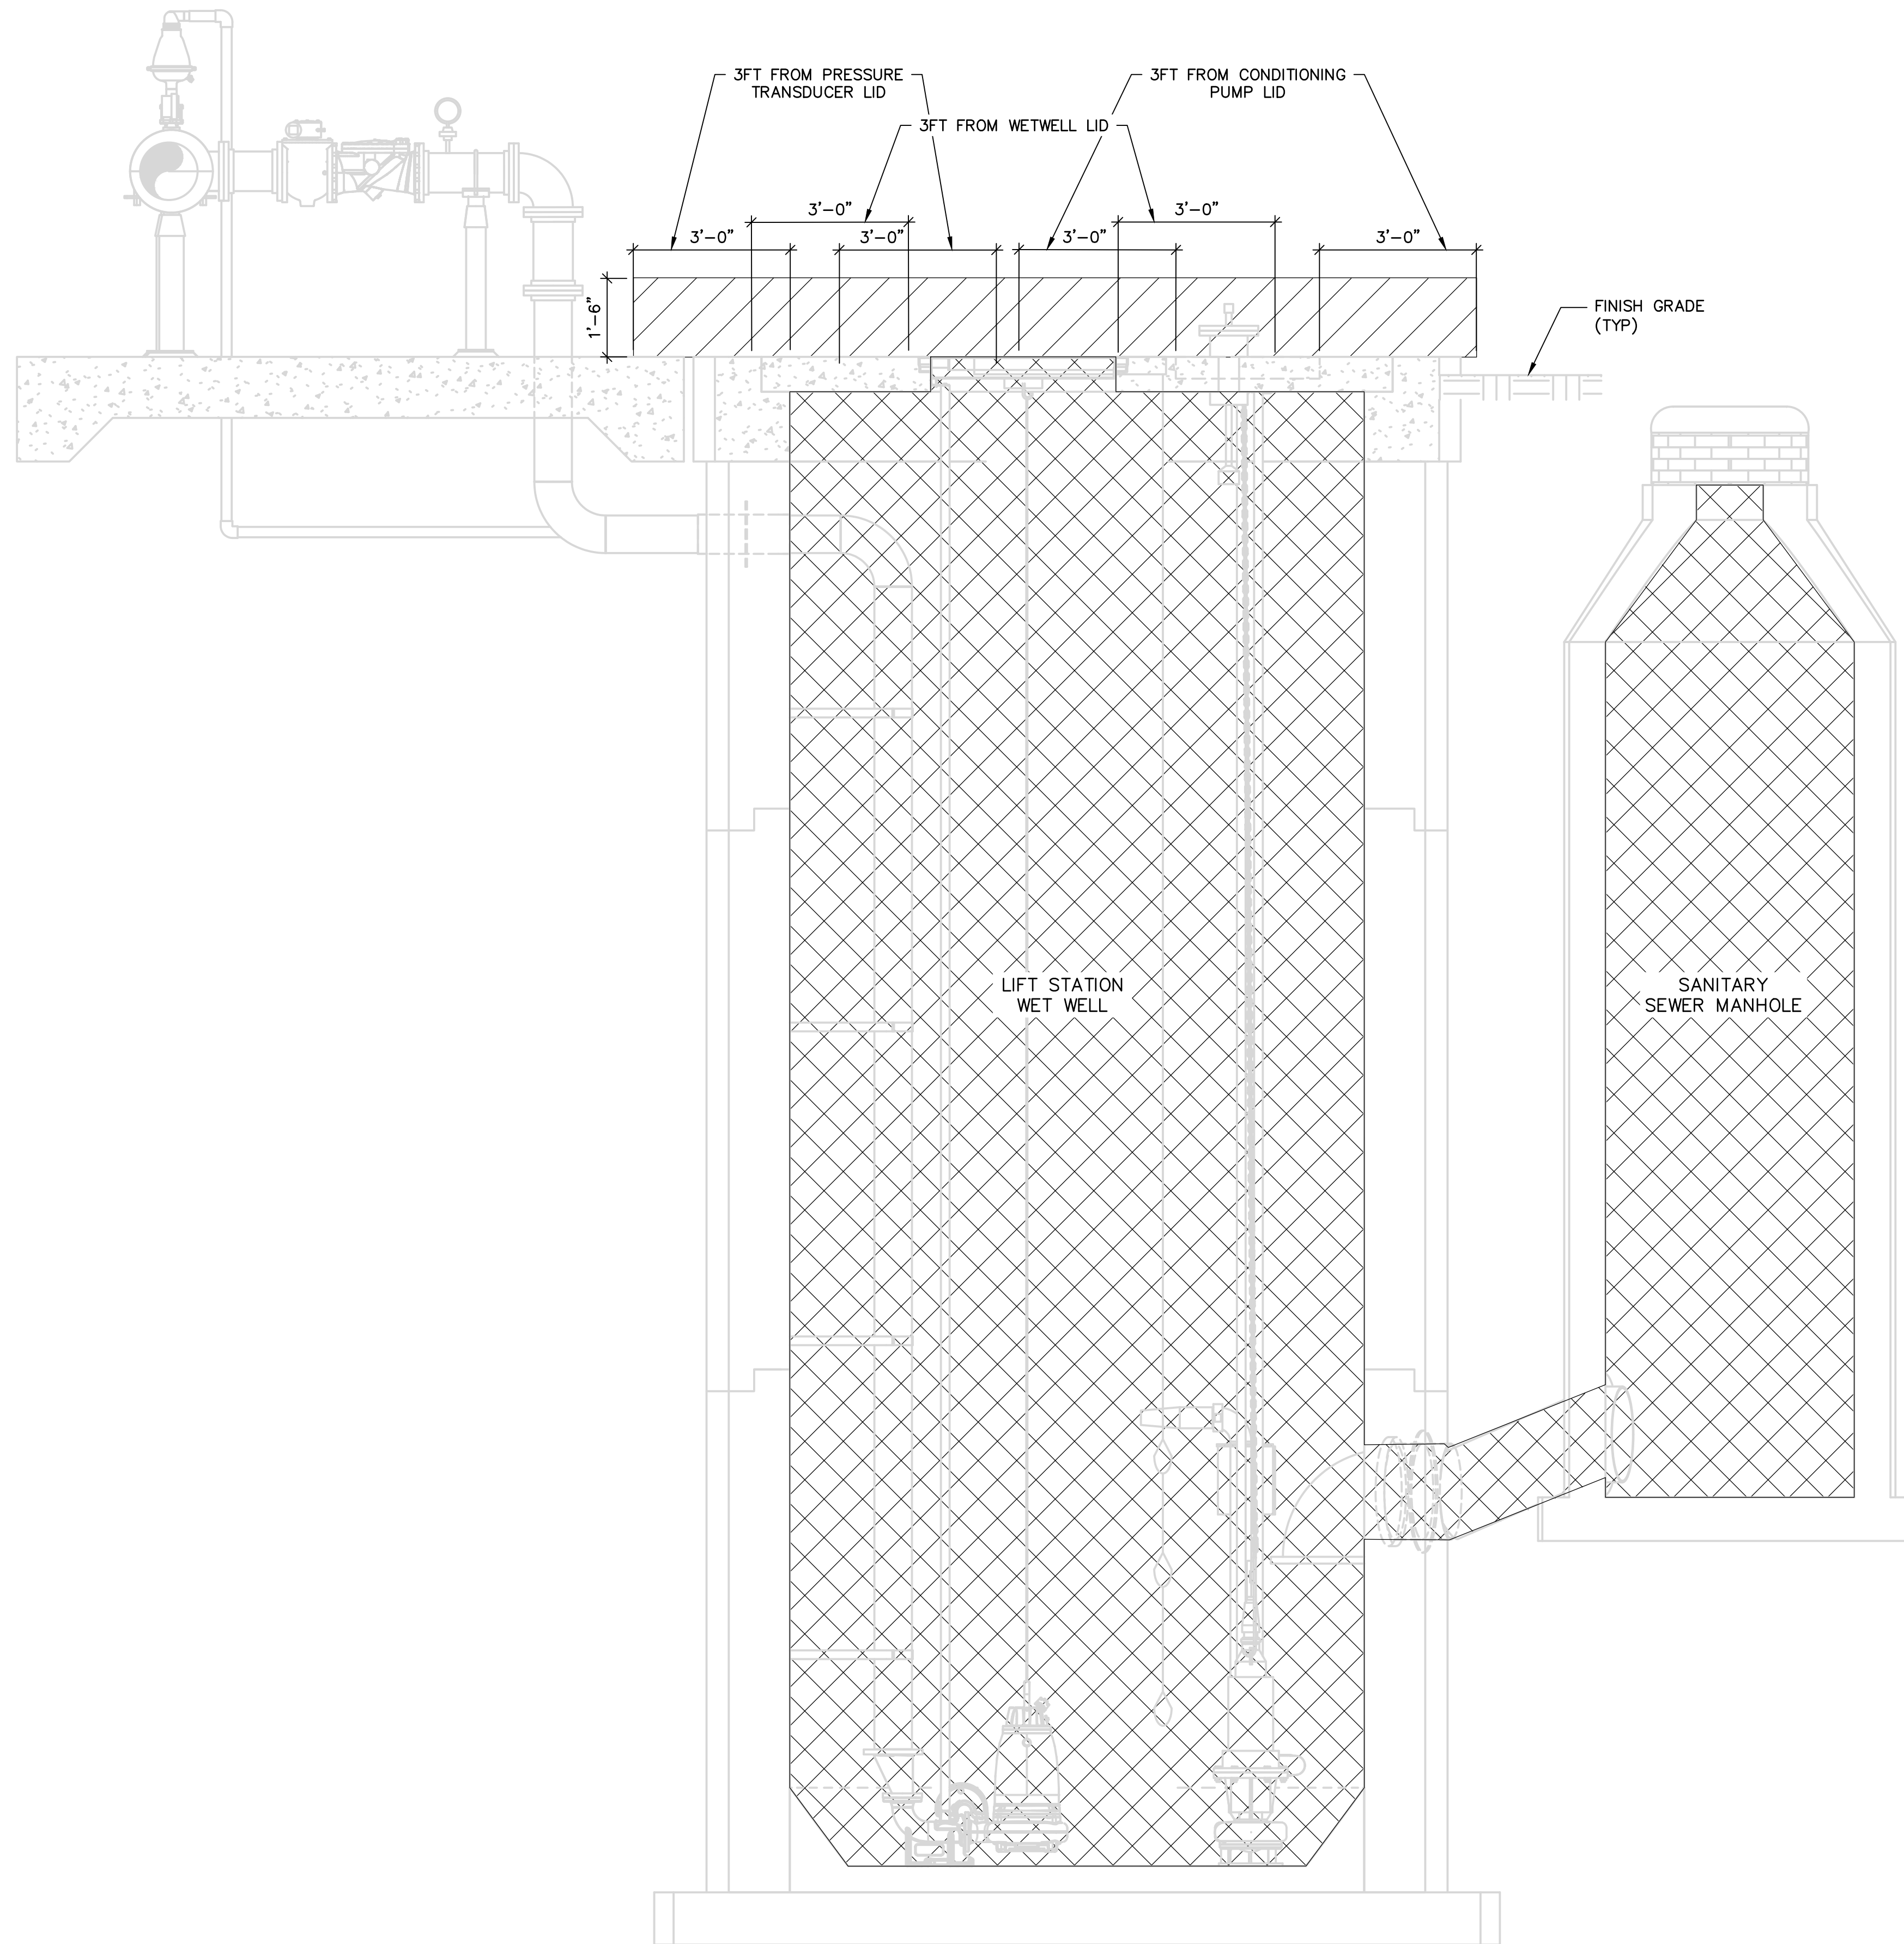 3FT FROM PRESSURE
TRANSDUCER LID
3FT FROM CONDITIONING
PUMP LID
3FT FROM WETWELL LID
3'-0"
3'-0"
3'-0"
3'-0"
3'-0"
3'-0"
1'-6"
FINISH GRADE
(TYP)
LIFT STATION
WET WELL
SANITARY
SEWER MANHOLE